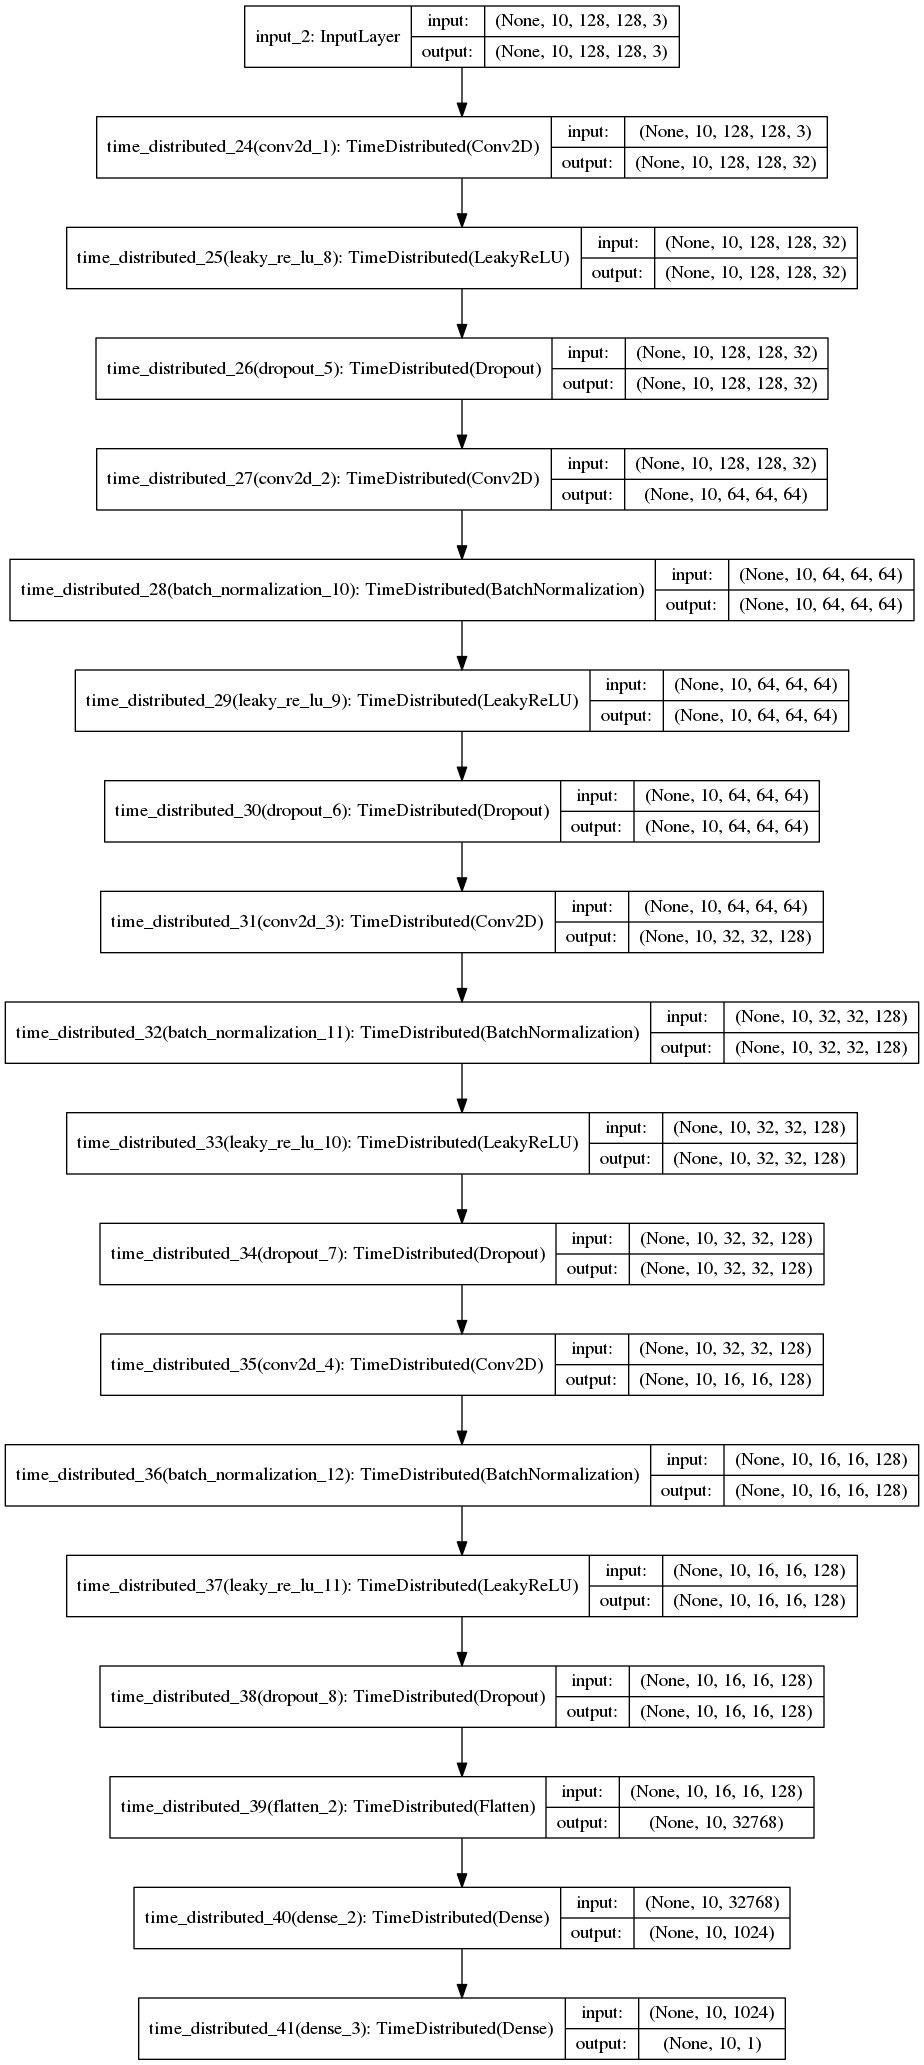 input_2: InputLayer
input: (None, 10, 128, 128, 3)
output: (None, 10, 128, 128, 3)
time_distributed_24(conv2d_1): TimeDistributed(Conv2D)
input: (None, 10, 128, 128, 3)
output: (None, 10, 128, 128, 32)
time_distributed_25(leaky_re_lu_8): TimeDistributed(LeakyReLU)
input: (None, 10, 128, 128, 32)
output: (None, 10, 128, 128, 32)
time_distributed_26(dropout_5): TimeDistributed(Dropout)
input: (None, 10, 128, 128, 32)
output: (None, 10, 128, 128, 32)
time_distributed_27(conv2d_2): TimeDistributed(Conv2D)
input: (None, 10, 128, 128, 32)
output: (None, 10, 64, 64, 64)
time_distributed_28(batch_normalization_10): TimeDistributed(BatchNormalization)
input: (None, 10, 64, 64, 64)
output: (None, 10, 64, 64, 64)
time_distributed_29(leaky_re_lu_9): TimeDistributed(LeakyReLU)
input: (None, 10, 64, 64, 64)
output: (None, 10, 64, 64, 64)
time_distributed_30(dropout_6): TimeDistributed(Dropout)
input: (None, 10, 64, 64, 64)
output: (None, 10, 64, 64, 64)
time_distributed_31(conv2d_3): TimeDistributed(Conv2D)
input: (None, 10, 64, 64, 64)
output: (None, 10, 32, 32, 128)
time_distributed_32(batch_normalization_11): TimeDistributed(BatchNormalization)
input: (None, 10, 32, 32, 128)
output: (None, 10, 32, 32, 128)
time_distributed_33(leaky_re_lu_10): TimeDistributed(LeakyReLU)
input: (None, 10, 32, 32, 128)
output: (None, 10, 32, 32, 128)
time_distributed_34(dropout_7): TimeDistributed(Dropout)
input: (None, 10, 32, 32, 128)
output: (None, 10, 32, 32, 128)
time_distributed_35(conv2d_4): TimeDistributed(Conv2D)
input: (None, 10, 32, 32, 128)
output: (None, 10, 16, 16, 128)
time_distributed_36(batch_normalization_12): TimeDistributed(BatchNormalization)
input: (None, 10, 16, 16, 128)
output: (None, 10, 16, 16, 128)
time_distributed_37(leaky_re_lu_11): TimeDistributed(LeakyReLU)
input: (None, 10, 16, 16, 128)
output: (None, 10, 16, 16, 128)
time_distributed_38(dropout_8): TimeDistributed(Dropout)
input: (None, 10, 16, 16, 128)
output: (None, 10, 16, 16, 128)
time_distributed_39(flatten_2): TimeDistributed(Flatten)
input: (None, 10, 16, 16, 128)
output: (None, 10, 32768)
time_distributed_40(dense_2): TimeDistributed(Dense)
input: (None, 10, 32768)
output: (None, 10, 1024)
time_distributed_41(dense_3): TimeDistributed(Dense)
input: (None, 10, 1024)
output: (None, 10, 1)